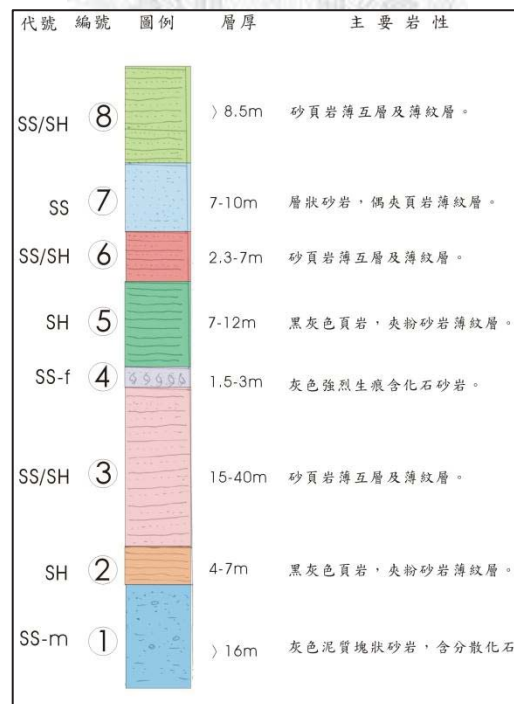 代號 編號 圖例 層厚 主要岩性
SS/SH 8 〉8.5m 砂頁岩薄互層及薄紋層。
SS 7 7-10m 層狀砂岩，偶夾頁岩薄紋層。
SS/SH 6 2.3-7m 砂頁岩薄互層及薄紋層。
SH 5 7-12m 黑灰色頁岩，夾粉砂岩薄紋層。
SS-f 4 1.5-3m 灰色強烈生痕含化石砂岩。
SS/SH 3 15-40m 砂頁岩薄互層及薄紋層。
SH 2 4-7m 黑灰色頁岩，夾粉砂岩薄紋層。
SS-m 1 〉16m 灰色泥質塊狀砂岩，含分散化石